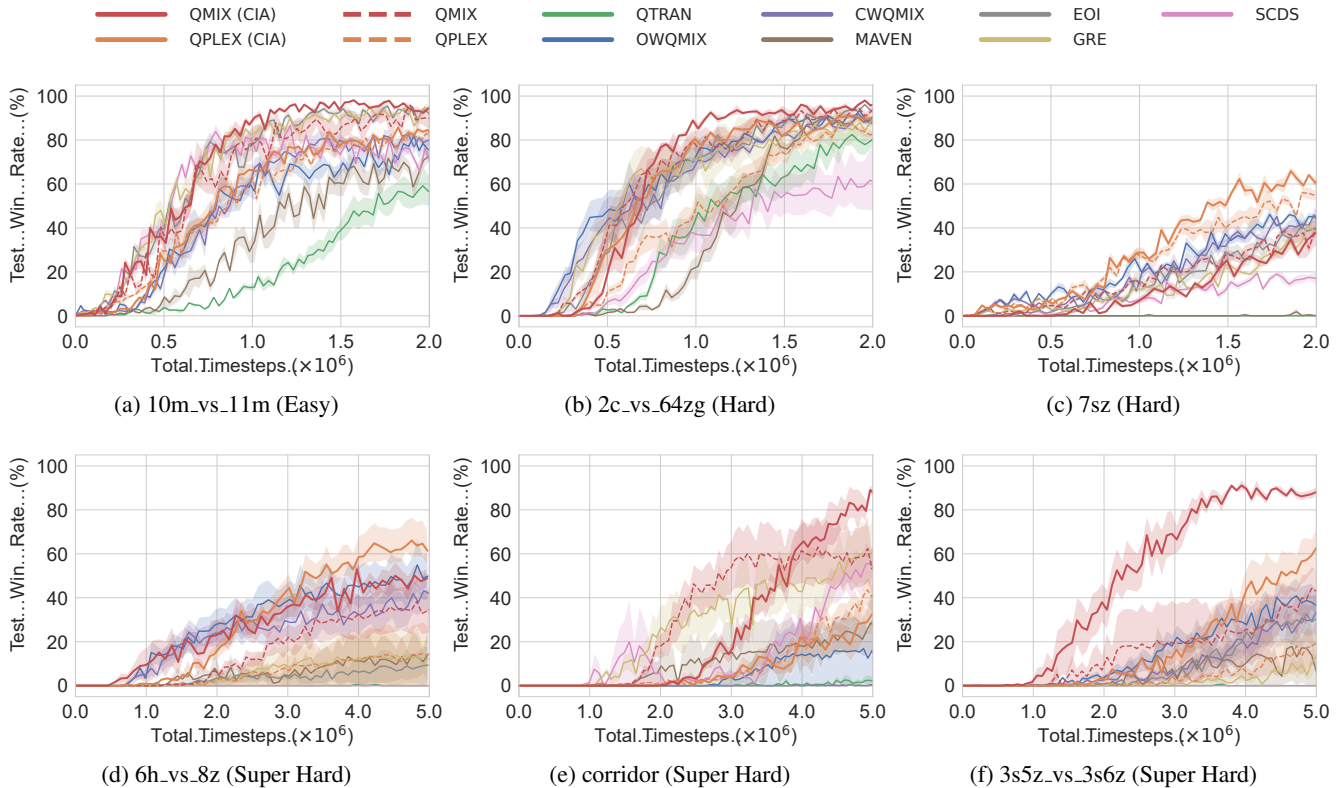 QMIX (CIA) QMIX QTRAN CWQMIX EOI SCDS
QPLEX (CIA) QPLEX OWQMIX MAVEN GRE
Test...Win...Rate...(%)
100
80
60
40
20
0
0.0 0.5 1.0 1.5 2.0
Total.Timesteps.(×10⁶)
(a) 10m_vs_11m (Easy)
Test...Win...Rate...(%)
100
80
60
40
20
0
0.0 0.5 1.0 1.5 2.0
Total.Timesteps.(×10⁶)
(b) 2c_vs_64zg (Hard)
Test...Win...Rate...(%)
100
80
60
40
20
0
0.0 0.5 1.0 1.5 2.0
Total.Timesteps.(×10⁶)
(c) 7sz (Hard)
Test...Win...Rate...(%)
100
80
60
40
20
0
0.0 1.0 2.0 3.0 4.0 5.0
Total.Timesteps.(×10⁶)
(d) 6h_vs_8z (Super Hard)
Test...Win...Rate...(%)
100
80
60
40
20
0
0.0 1.0 2.0 3.0 4.0 5.0
Total.Timesteps.(×10⁶)
(e) corridor (Super Hard)
Test...Win...Rate...(%)
100
80
60
40
20
0
0.0 1.0 2.0 3.0 4.0 5.0
Total.Timesteps.(×10⁶)
(f) 3s5z_vs_3s6z (Super Hard)